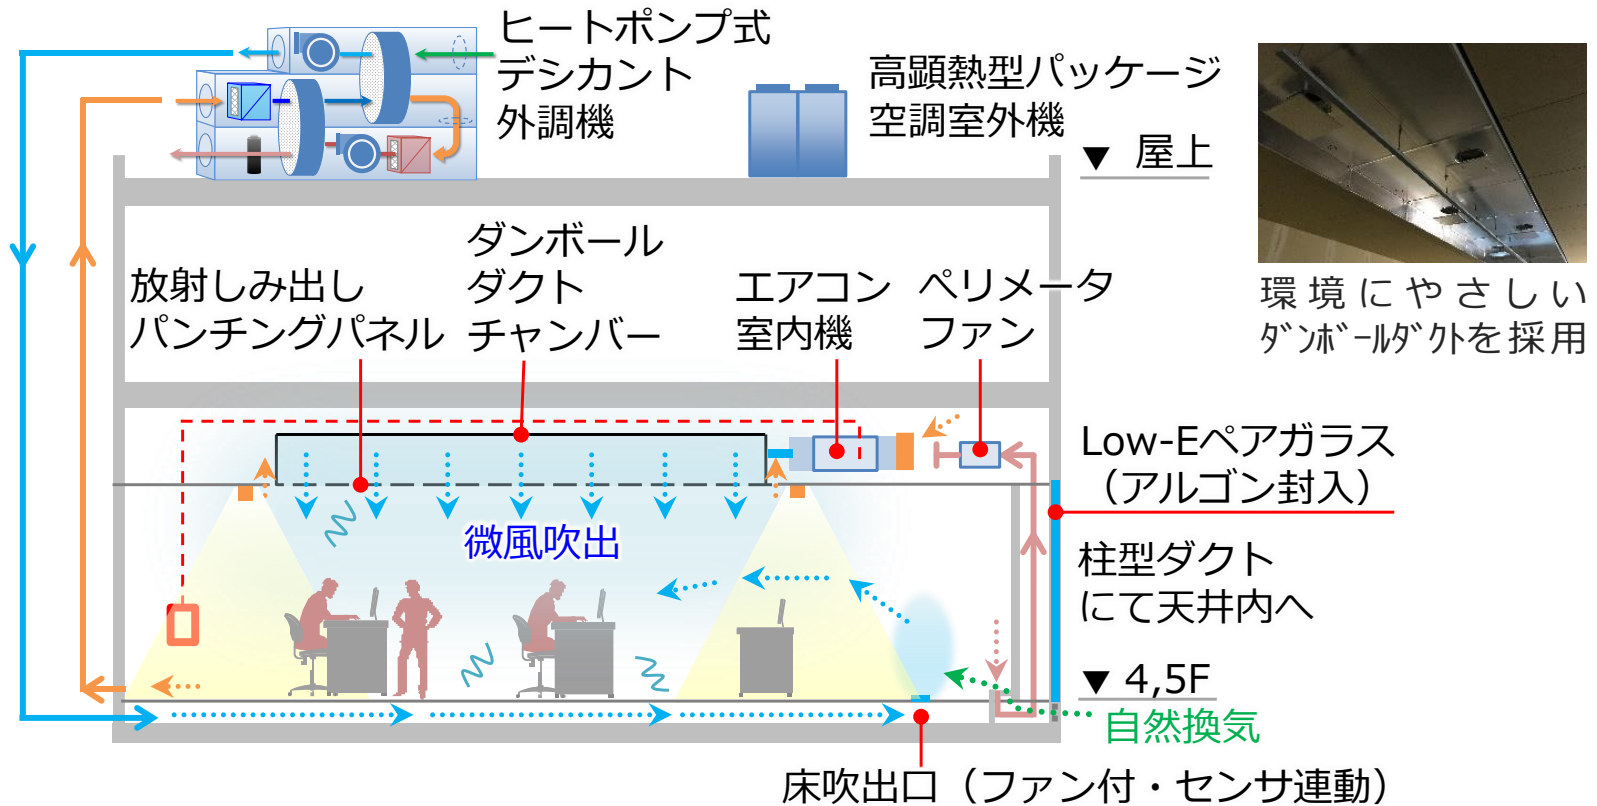 ヒートポンプ式
デシカント
外調機
高顕熱型パッケージ
空調室外機
▼ 屋上
ダンボール
ダクト
チャンバー
放射しみ出し
パンチングパネル
エアコン
室内機
ペリメータ
ファン
環境にやさしい
ﾀﾞﾝﾎﾞｰﾙﾀﾞｸﾄを採用
Low-Eペアガラス
（アルゴン封入）
微風吹出
柱型ダクト
にて天井内へ
▼ 4,5F
自然換気
床吹出口（ファン付・センサ連動）